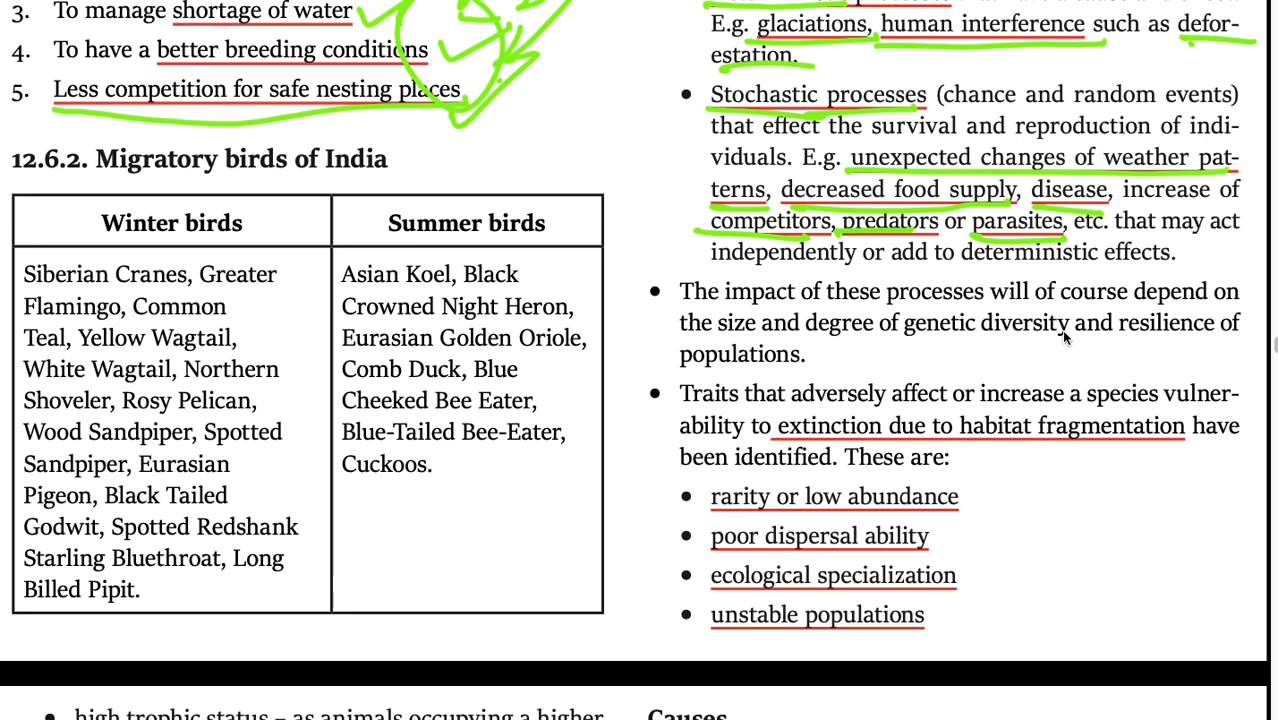 3. To manage shortage of water
4. To have a better breeding conditions
5. Less competition for safe nesting places
12.6.2. Migratory birds of India
Winter birds
Siberian Cranes, Greater
Flamingo, Common
Teal, Yellow Wagtail,
White Wagtail, Northern
Shoveler, Rosy Pelican,
Wood Sandpiper, Spotted
Sandpiper, Eurasian
Pigeon, Black Tailed
Godwit, Spotted Redshank
Starling Bluethroat, Long
Billed Pipit.
Summer birds
Asian Koel, Black
Crowned Night Heron,
Eurasian Golden Oriole,
Comb Duck, Blue
Cheeked Bee Eater,
Blue-Tailed Bee-Eater,
Cuckoos.
• high trophic status – as animals occupying a higher
E.g. glaciations, human interference such as defor-
estation.
• Stochastic processes (chance and random events)
that effect the survival and reproduction of indi-
viduals. E.g. unexpected changes of weather pat-
terns, decreased food supply, disease, increase of
competitors, predators or parasites, etc. that may act
independently or add to deterministic effects.
• The impact of these processes will of course depend on
the size and degree of genetic diversity and resilience of
populations.
• Traits that adversely affect or increase a species vulner-
ability to extinction due to habitat fragmentation have
been identified. These are:
• rarity or low abundance
• poor dispersal ability
• ecological specialization
• unstable populations
Causes